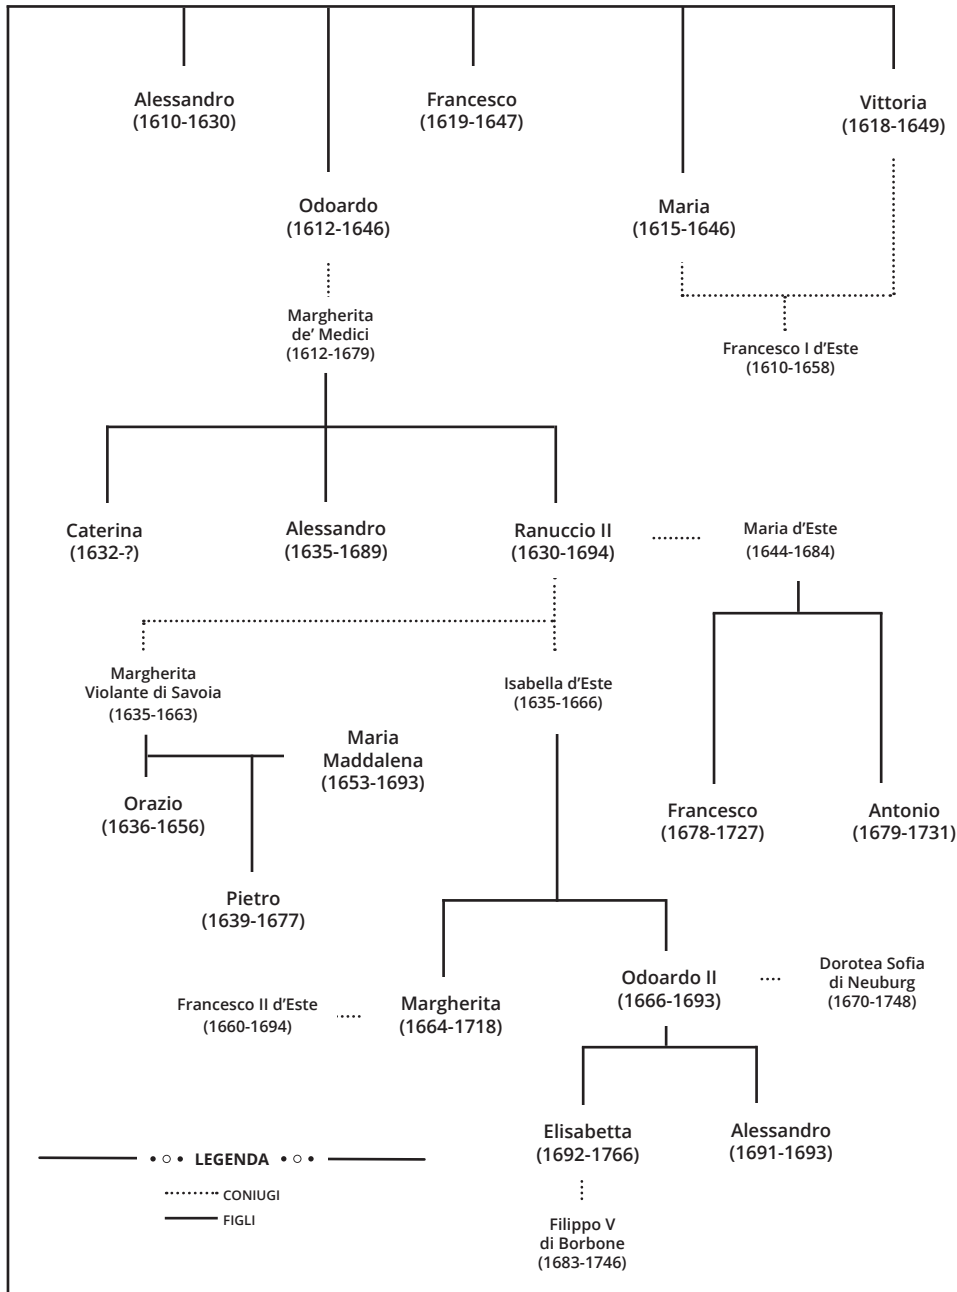 Alessandro
(1610-1630)
Francesco
(1619-1647)
Vittoria
(1618-1649)
Odoardo
(1612-1646)
Maria
(1615-1646)
Margherita
de’ Medici
(1612-1679)
Francesco I d’Este
(1610-1658)
Caterina
(1632-?)
Alessandro
(1635-1689)
Ranuccio II
(1630-1694)
Maria d’Este
(1644-1684)
Margherita
Violante di Savoia
(1635-1663)
Isabella d’Este
(1635-1666)
Maria
Maddalena
(1653-1693)
Orazio
(1636-1656)
Francesco
(1678-1727)
Antonio
(1679-1731)
Pietro
(1639-1677)
Francesco II d’Este
(1660-1694)
Margherita
(1664-1718)
Odoardo II
(1666-1693)
Dorotea Sofia
di Neuburg
(1670-1748)
Elisabetta
(1692-1766)
Alessandro
(1691-1693)
LEGENDA
CONIUGI
FIGLI
Filippo V
di Borbone
(1683-1746)